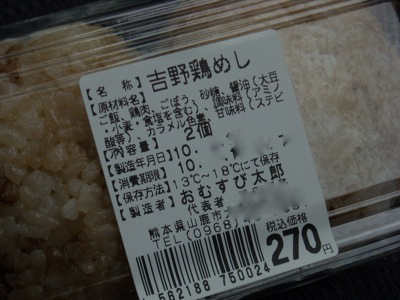 【名　称】吉野鶏めし
【原材料名】
ご飯、鶏肉、ごぼう、砂糖、醤油(大豆
・小麦・食塩を含む)、風味料(アミノ
酸等)、カラメル色素、甘味料(ステビ
【内容量】2個
【製造年月日】10.
【消費期限】10.
【保存方法】13℃～18℃にて保存
【製造者】おむすび太郎
代表者
熊本県山鹿市
TEL(0968)
税込価格
270円
582188 750024